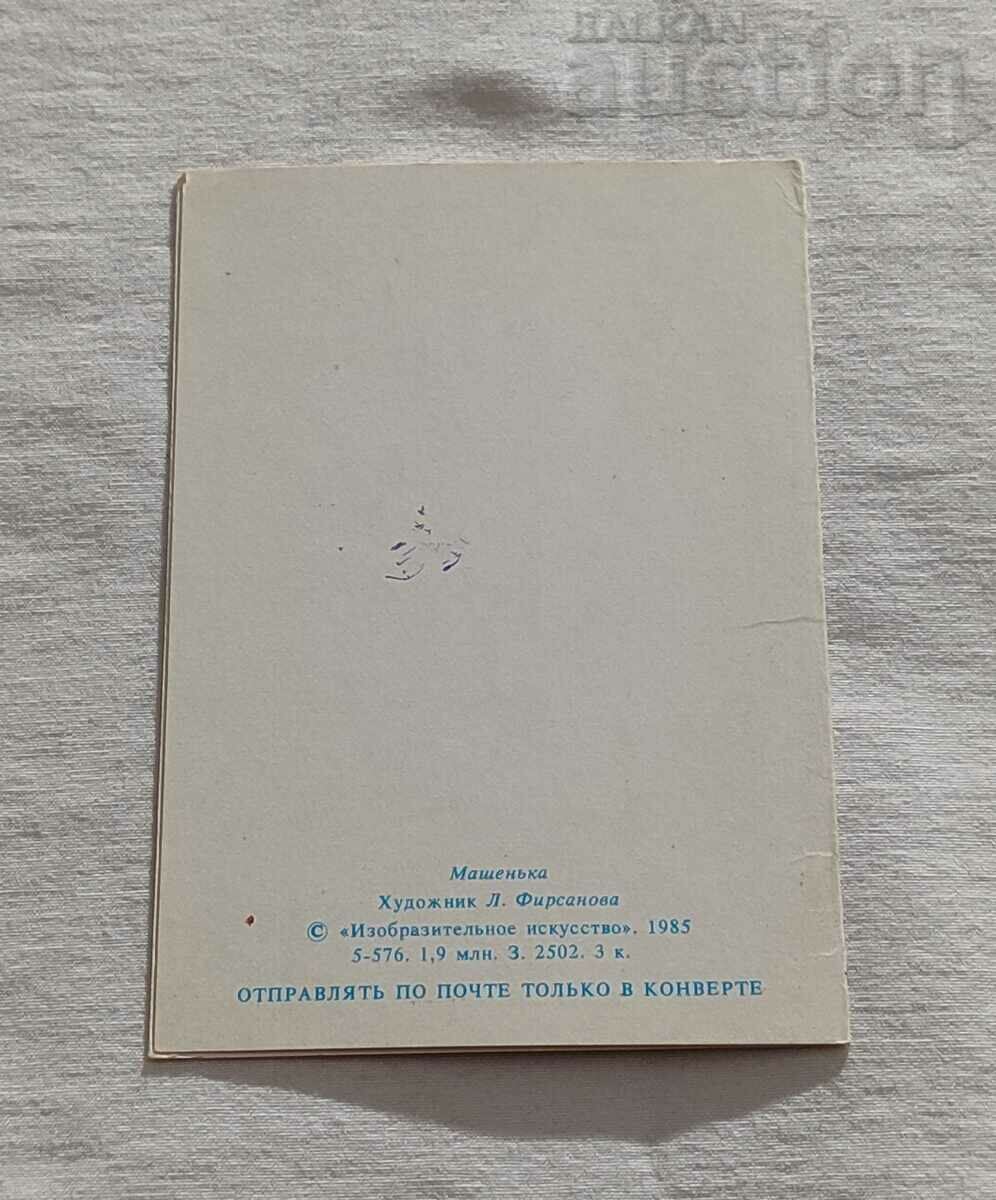 БАЛКАН
auction
Машенька
Художник Л. Фирсанова
© «Изобразительное искусство», 1985
5-576. 1,9 млн. З. 2502. 3 к.
ОТПРАВЛЯТЬ ПО ПОЧТЕ ТОЛЬКО В КОНВЕРТЕ